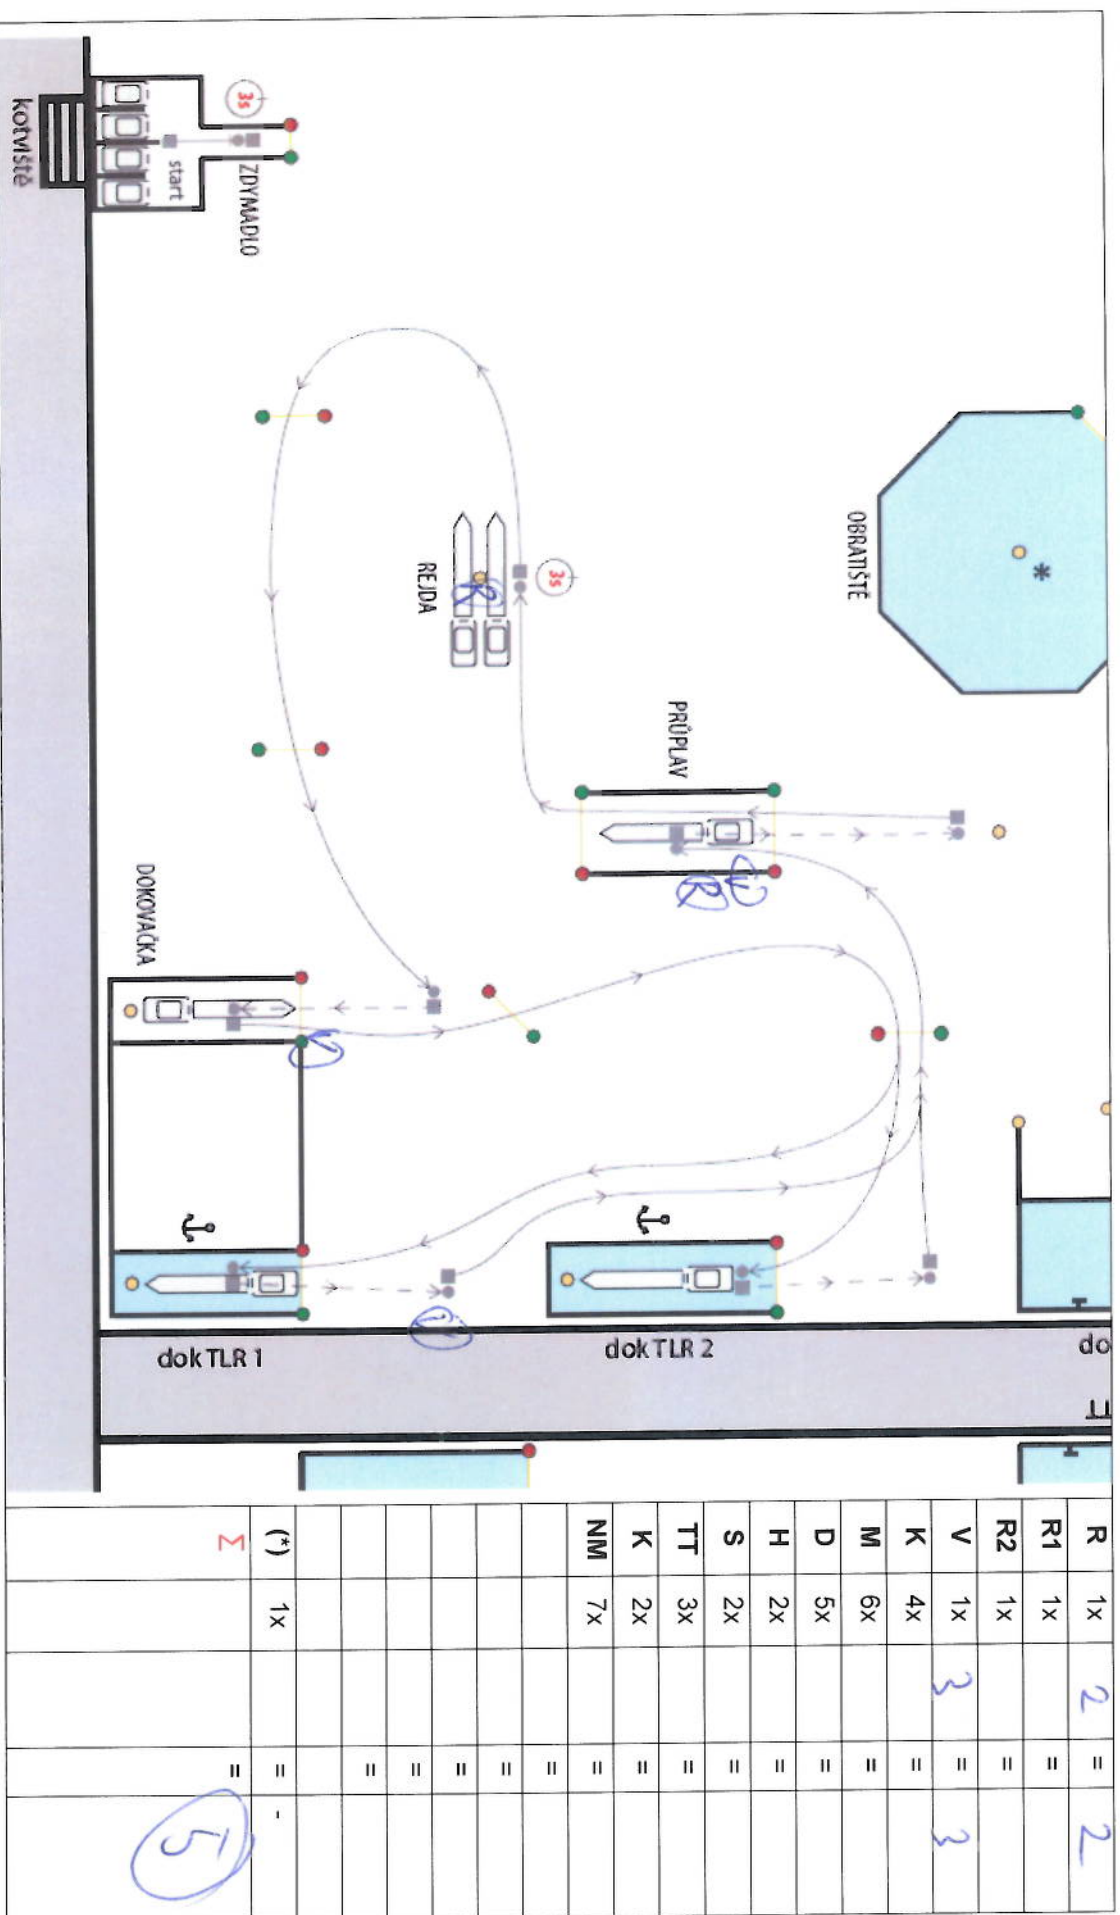 OBRATIŠTĚ
*
PRŮPLAV
V
R
3s
REJDA
R
3s
ZDYMADLO
start
kotviště
DOKOVAČKA
V
V
dok TLR 1
dok TLR 2
do
R 1x 2 = 2
R1 1x =
R2 1x =
V 1x 3 = 3
K 4x =
M 6x =
D 5x =
H 2x =
S 2x =
TT 3x =
K 2x =
NM 7x =
=
=
=
=
=
(*) 1x = -
Σ = 5